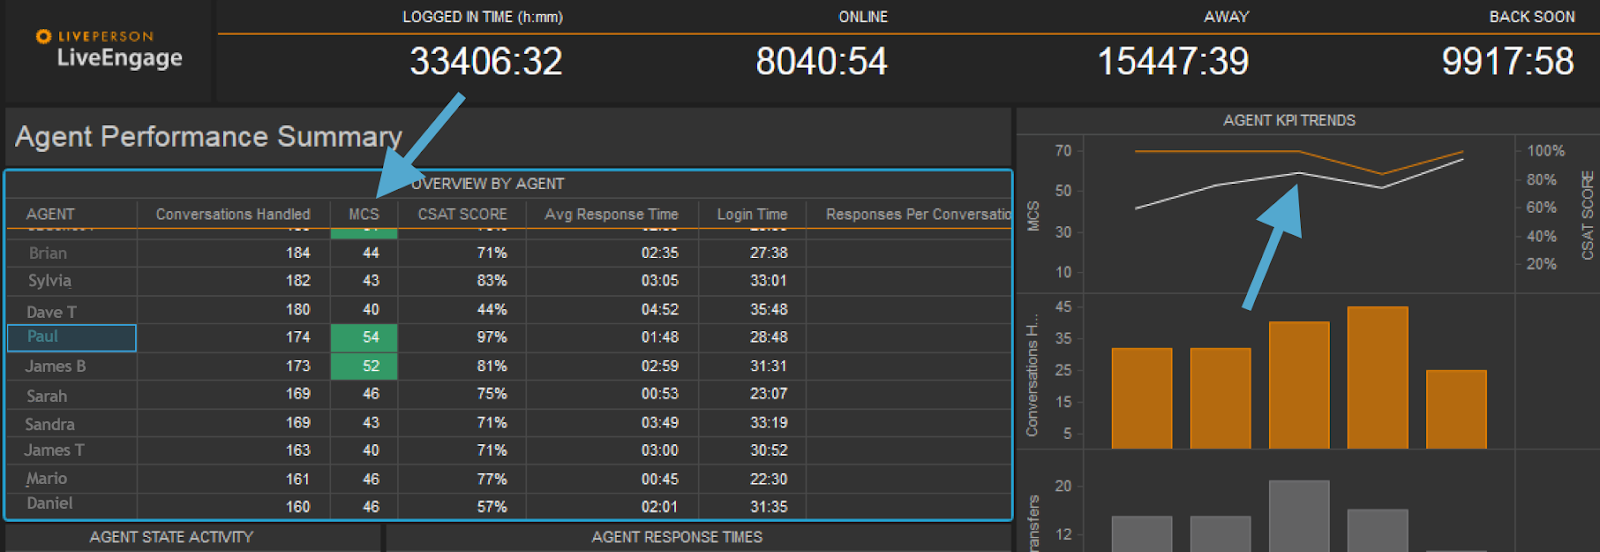 LOGGED IN TIME (h:mm) ONLINE AWAY BACK SOON
LIVEPERSON
LiveEngage
33406:32 8040:54 15447:39 9917:58
Agent Performance Summary
AGENT KPI TRENDS
OVERVIEW BY AGENT
AGENT Conversations Handled MCS CSAT SCORE Avg Response Time Login Time Responses Per Conversatio
Brian 184 44 71% 02:35 27:38
Sylvia 182 43 83% 03:05 33:01
Dave T 180 40 44% 04:52 35:48
Paul 174 54 97% 01:48 28:48
James B 173 52 81% 02:59 31:31
Sarah 169 46 75% 00:53 23:07
Sandra 169 43 71% 03:49 33:19
James T 163 40 71% 03:00 30:52
Mario 161 46 77% 00:45 22:30
Daniel 160 46 57% 02:01 31:35
AGENT STATE ACTIVITY AGENT RESPONSE TIMES
MCS
70
50
30
10
100%
80%
60%
40%
20%
CSAT SCORE
Conversations H...
45
35
25
15
5
ransfers
20
12